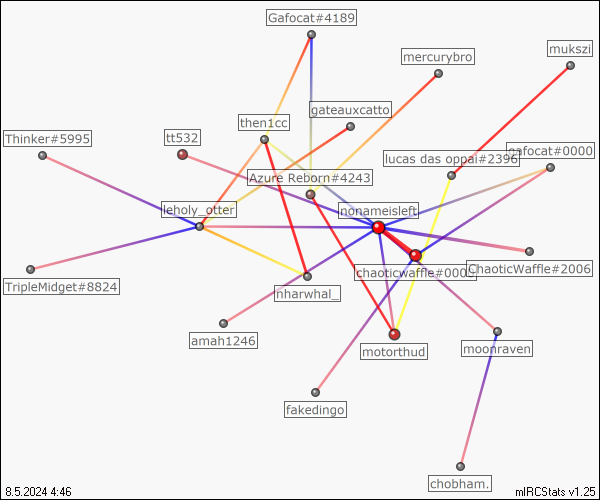 Gafocat#4189
mukszi
mercurybro
gateauxcatto
then1cc
Thinker#5995
tt532
gafocat#0000
lucas das oppai#2396
Azure Reborn#4243
leholy_otter
nonameisleft
chaoticwaffle#0000
ChaoticWaffle#2006
TripleMidget#8824
nharwhal_
amah1246
motorthud
moonraven
fakedingo
chobham.
8.5.2024 4:46
mIRCStats v1.25